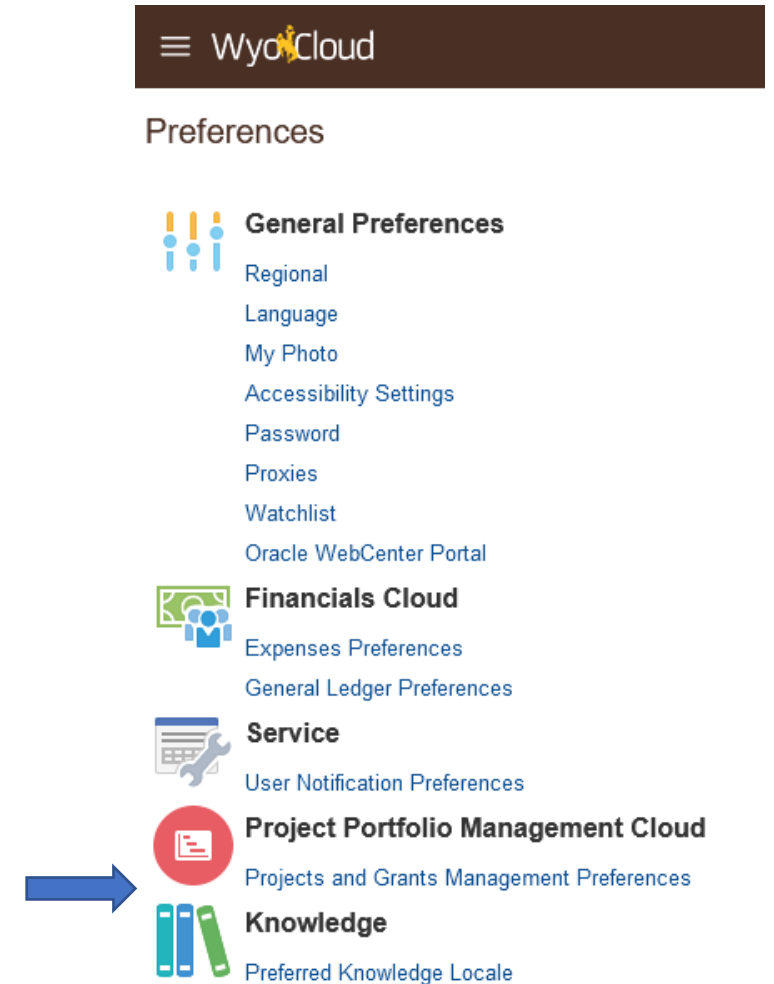 WyoCloud
Preferences
General Preferences
Regional
Language
My Photo
Accessibility Settings
Password
Proxies
Watchlist
Oracle WebCenter Portal
Financials Cloud
Expenses Preferences
General Ledger Preferences
Service
User Notification Preferences
Project Portfolio Management Cloud
Projects and Grants Management Preferences
Knowledge
Preferred Knowledge Locale